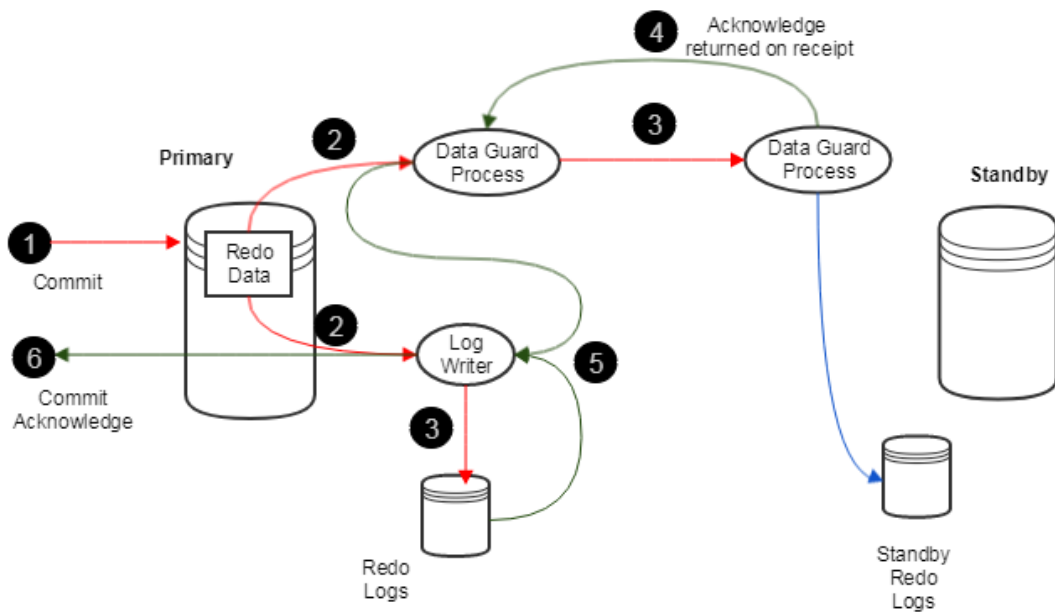 4
Acknowledge
returned on receipt
2
3
Primary
Data Guard
Process
Data Guard
Process
Standby
1
Redo
Data
Commit
2
Log
Writer
6
5
Commit
Acknowledge
3
Redo
Logs
Standby
Redo
Logs